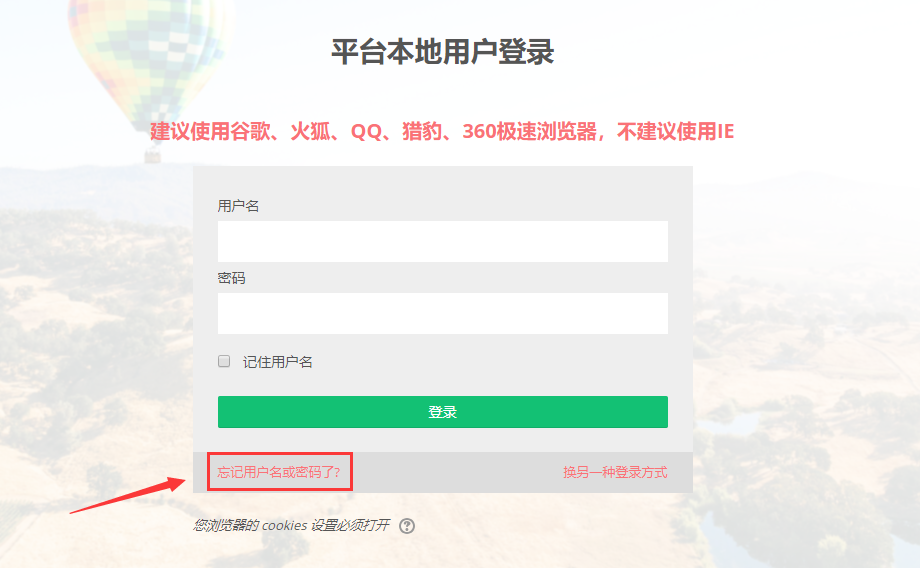 平台本地用户登录
建议使用谷歌、火狐、QQ、猎豹、360极速浏览器，不建议使用IE
用户名
密码
记住用户名
登录
忘记用户名或密码了?
换另一种登录方式
您浏览器的 cookies 设置必须打开 ?